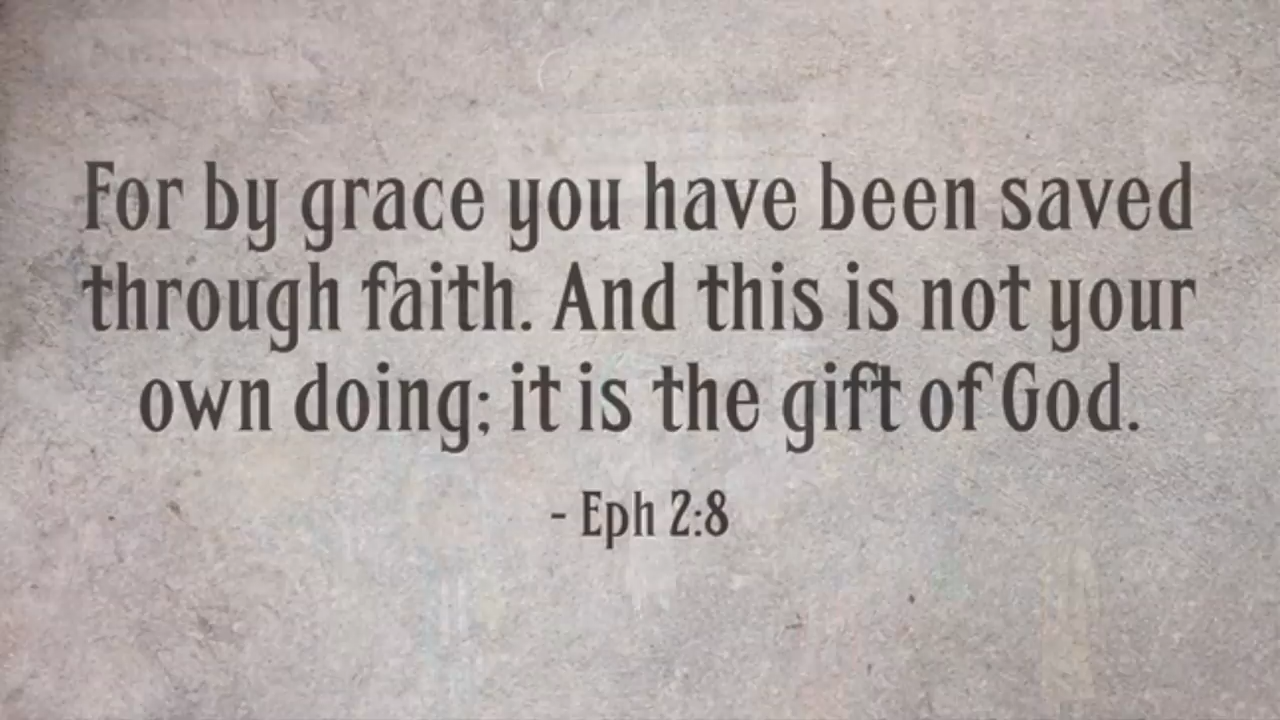 For by grace you have been saved
through faith. And this is not your
own doing; it is the gift of God.
- Eph 2:8